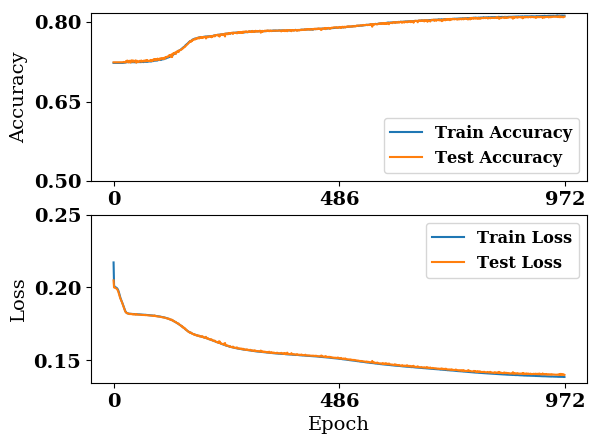 0.80
0.65
0.50
Accuracy
Train Accuracy
Test Accuracy
0 486 972
0.25
0.20
0.15
Loss
Train Loss
Test Loss
0 486 972
Epoch